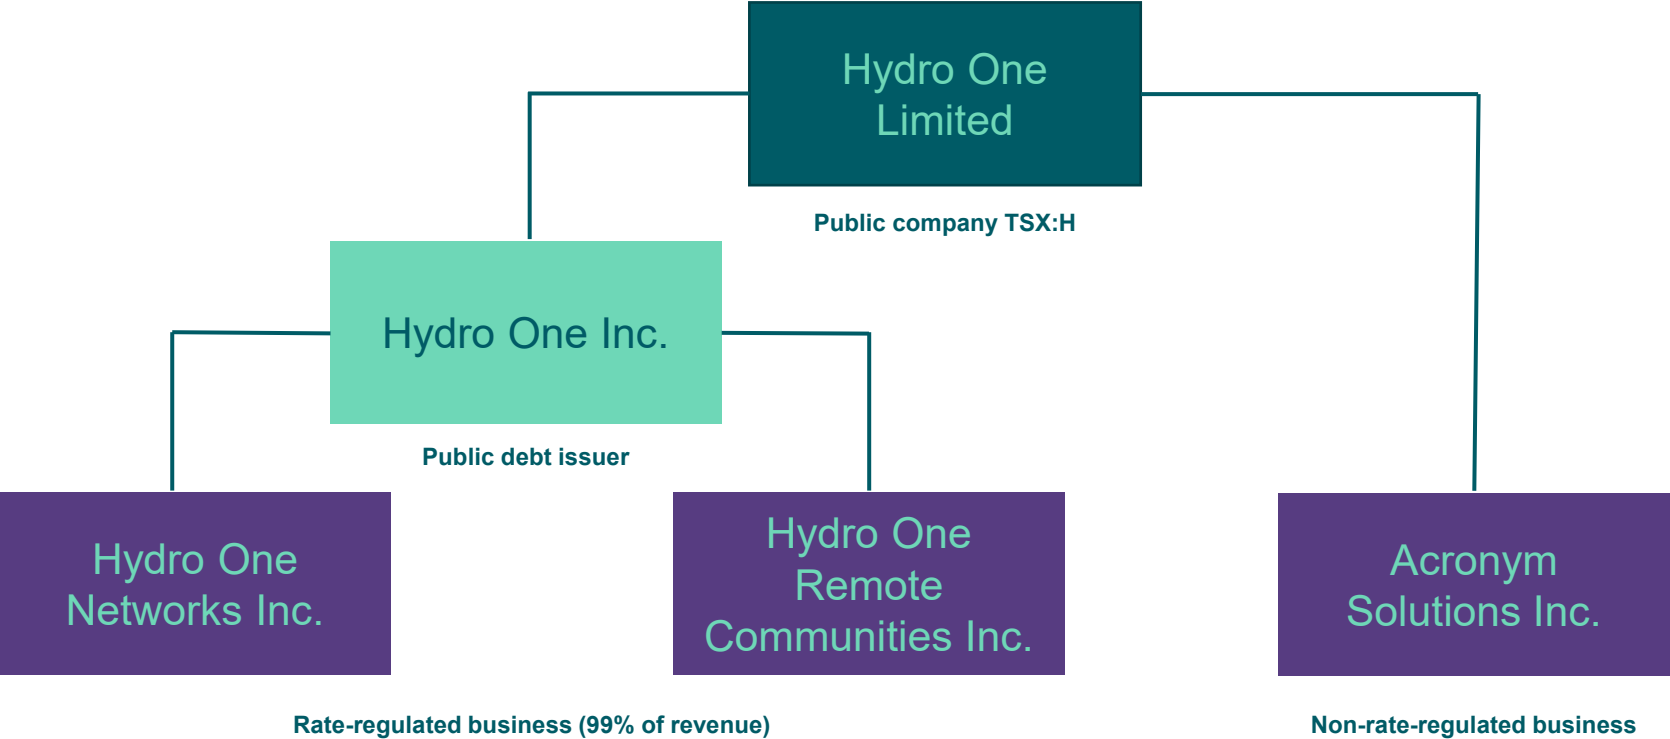 Hydro One
Limited
Public company TSX:H
Hydro One Inc.
Public debt issuer
Hydro One
Networks Inc.
Hydro One
Remote
Communities Inc.
Acronym
Solutions Inc.
Rate-regulated business (99% of revenue)
Non-rate-regulated business